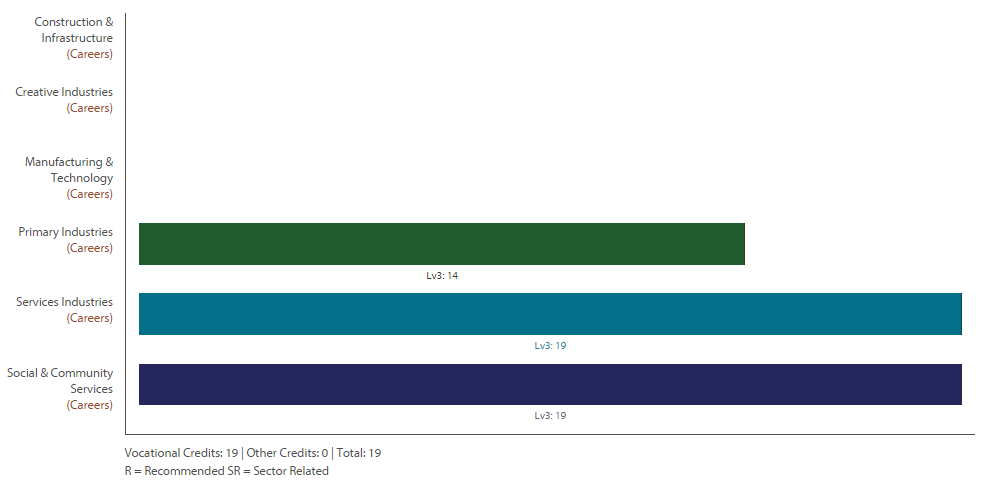 Construction &
Infrastructure
(Careers)
Creative Industries
(Careers)
Manufacturing &
Technology
(Careers)
Primary Industries
(Careers)
Lv3: 14
Services Industries
(Careers)
Lv3: 19
Social & Community
Services
(Careers)
Lv3: 19
Vocational Credits: 19 | Other Credits: 0 | Total: 19
R = Recommended SR = Sector Related